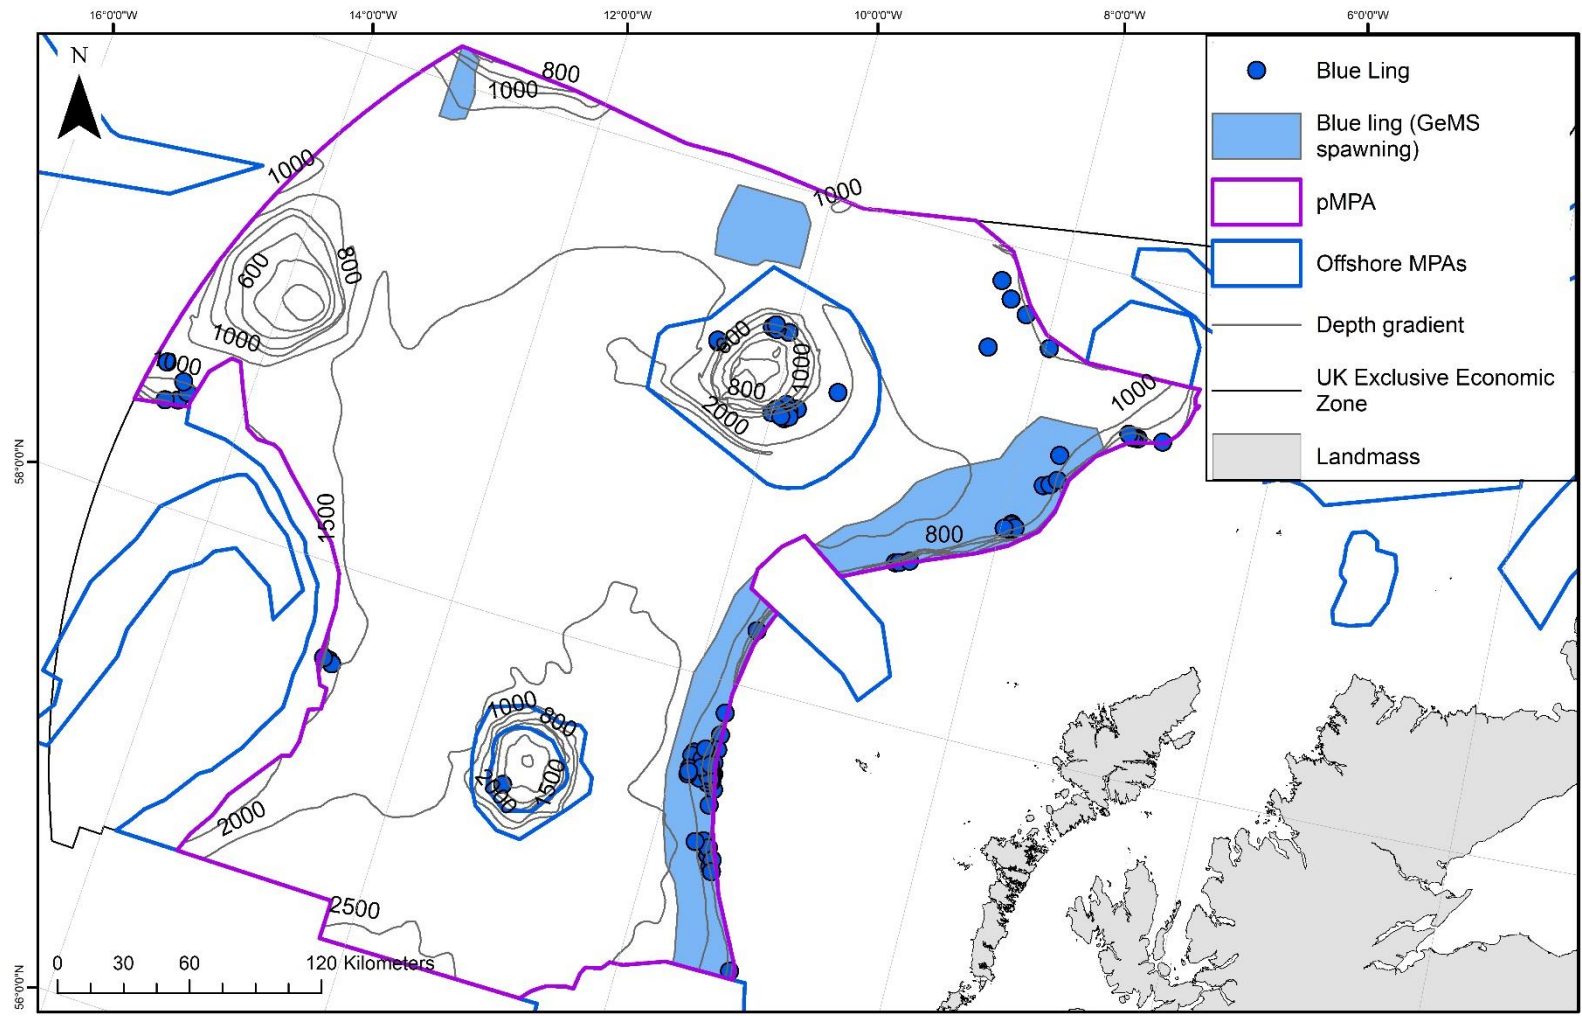 16°0'0"W
14°0'0"W
12°0'0"W
10°0'0"W
8°0'0"W
6°0'0"W
N
Blue Ling
Blue ling (GeMS
spawning)
pMPA
Offshore MPAs
Depth gradient
UK Exclusive Economic
Zone
Landmass
800
1000
1000
1000
600
800
1000
1000
600
1000
800
2000
1000
58°0'0"N
1500
800
1000
800
2000
1500
2000
2500
0
30
60
120 Kilometers
56°0'0"N